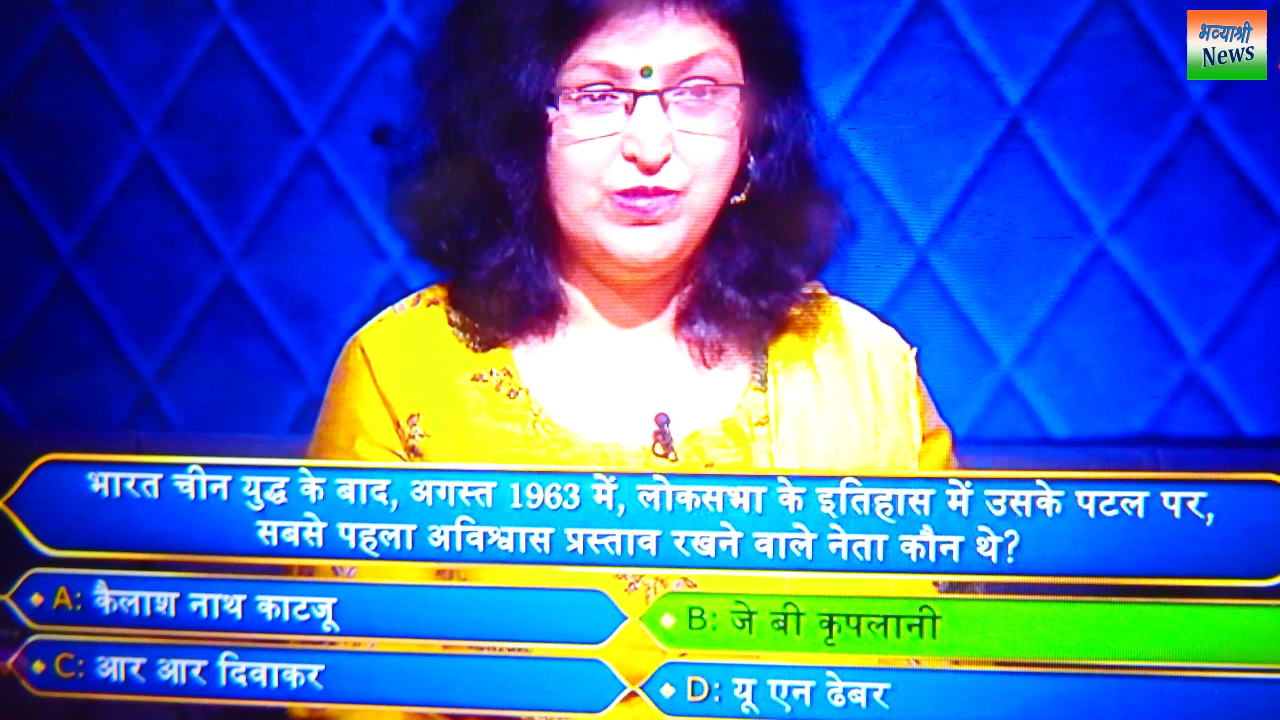 भव्याश्री
News
भारत चीन युद्ध के बाद, अगस्त 1963 में, लोकसभा के इतिहास में उसके पटल पर,
सबसे पहला अविश्वास प्रस्ताव रखने वाले नेता कौन थे?
A: कैलाश नाथ काटजू
B: जे बी कृपलानी
C: आर आर दिवाकर
D: यू एन ढेबर